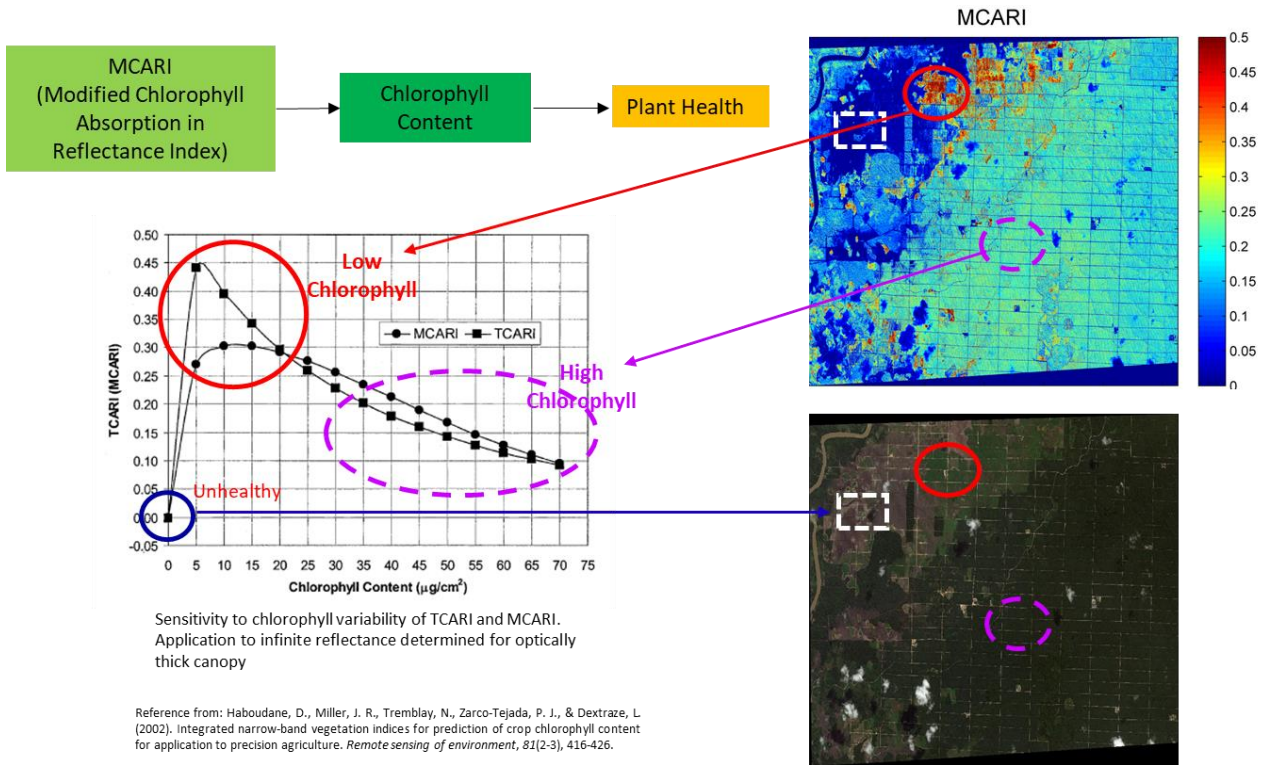 MCARI
(Modified Chlorophyll
Absorption in
Reflectance Index)
Chlorophyll
Content
Plant Health
MCARI
0.5
0.45
0.4
0.35
0.3
0.25
0.2
0.15
0.1
0.05
0
TCARI (MCARI)
0.50
0.45
0.40
0.35
0.30
0.25
0.20
0.15
0.10
0.05
0.00
-0.05
Low
Chlorophyll
MCARI TCARI
High
Chlorophyll
Unhealthy
0 5 10 15 20 25 30 35 40 45 50 55 60 65 70 75
Chlorophyll Content (µg/cm²)
Sensitivity to chlorophyll variability of TCARI and MCARI.
Application to infinite reflectance determined for optically
thick canopy
Reference from: Haboudane, D., Miller, J. R., Tremblay, N., Zarco-Tejada, P. J., & Dextraze, L.
(2002). Integrated narrow-band vegetation indices for prediction of crop chlorophyll content
for application to precision agriculture. Remote sensing of environment, 81(2-3), 416-426.